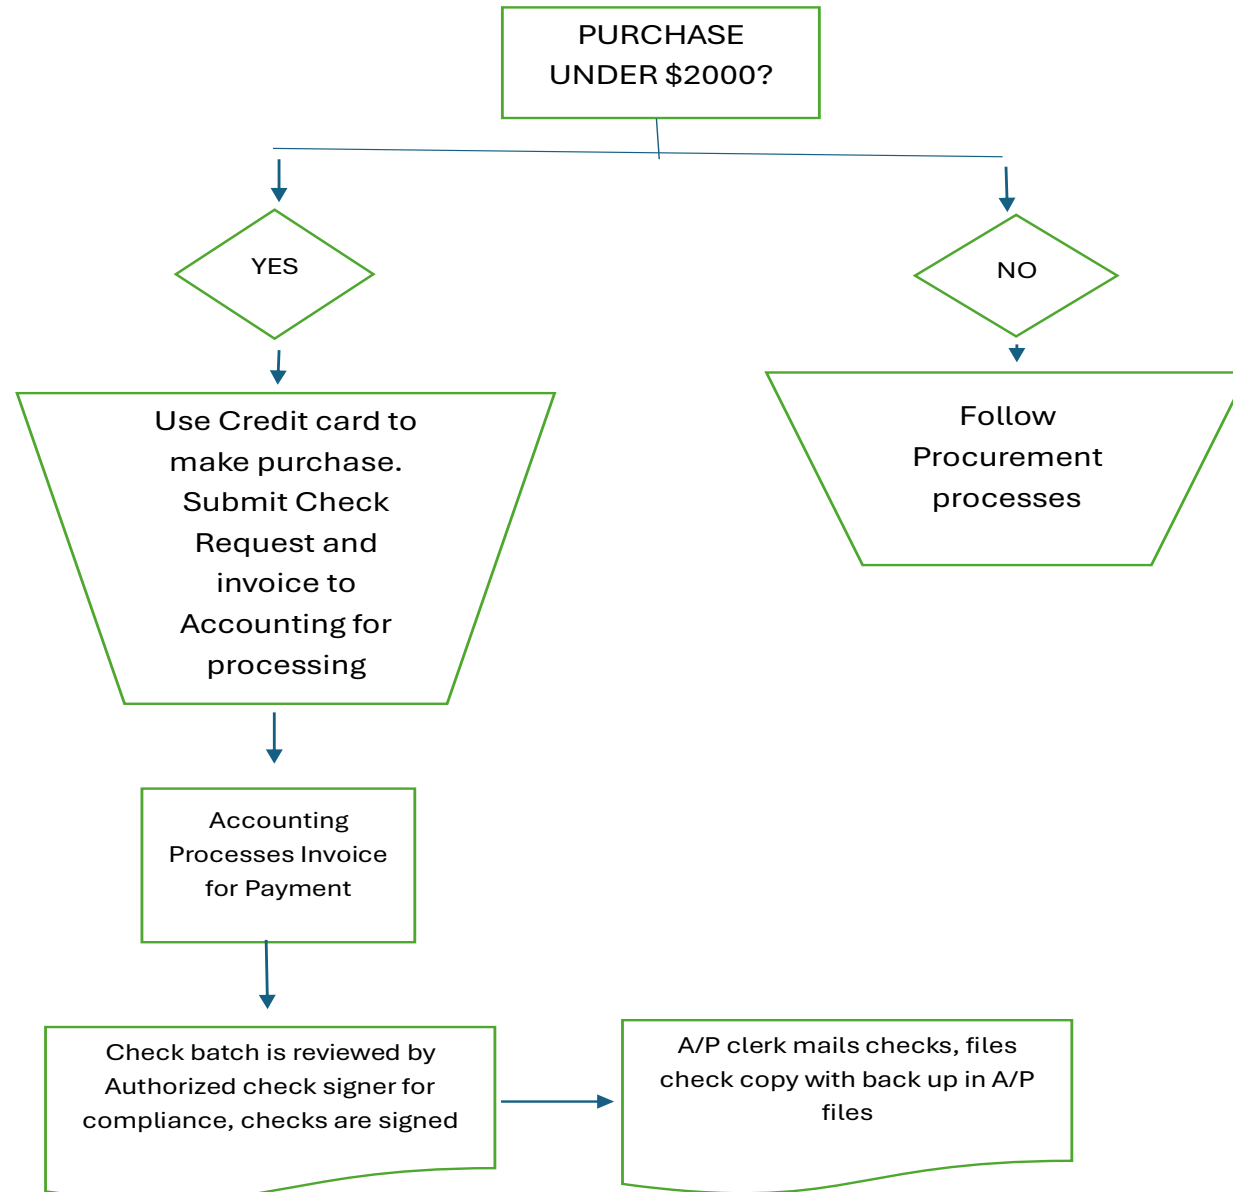 PURCHASE
UNDER $2000?
YES
NO
Use Credit card to
make purchase.
Submit Check
Request and
invoice to
Accounting for
processing
Follow
Procurement
processes
Accounting
Processes Invoice
for Payment
Check batch is reviewed by
Authorized check signer for
compliance, checks are signed
A/P clerk mails checks, files
check copy with back up in A/P
files